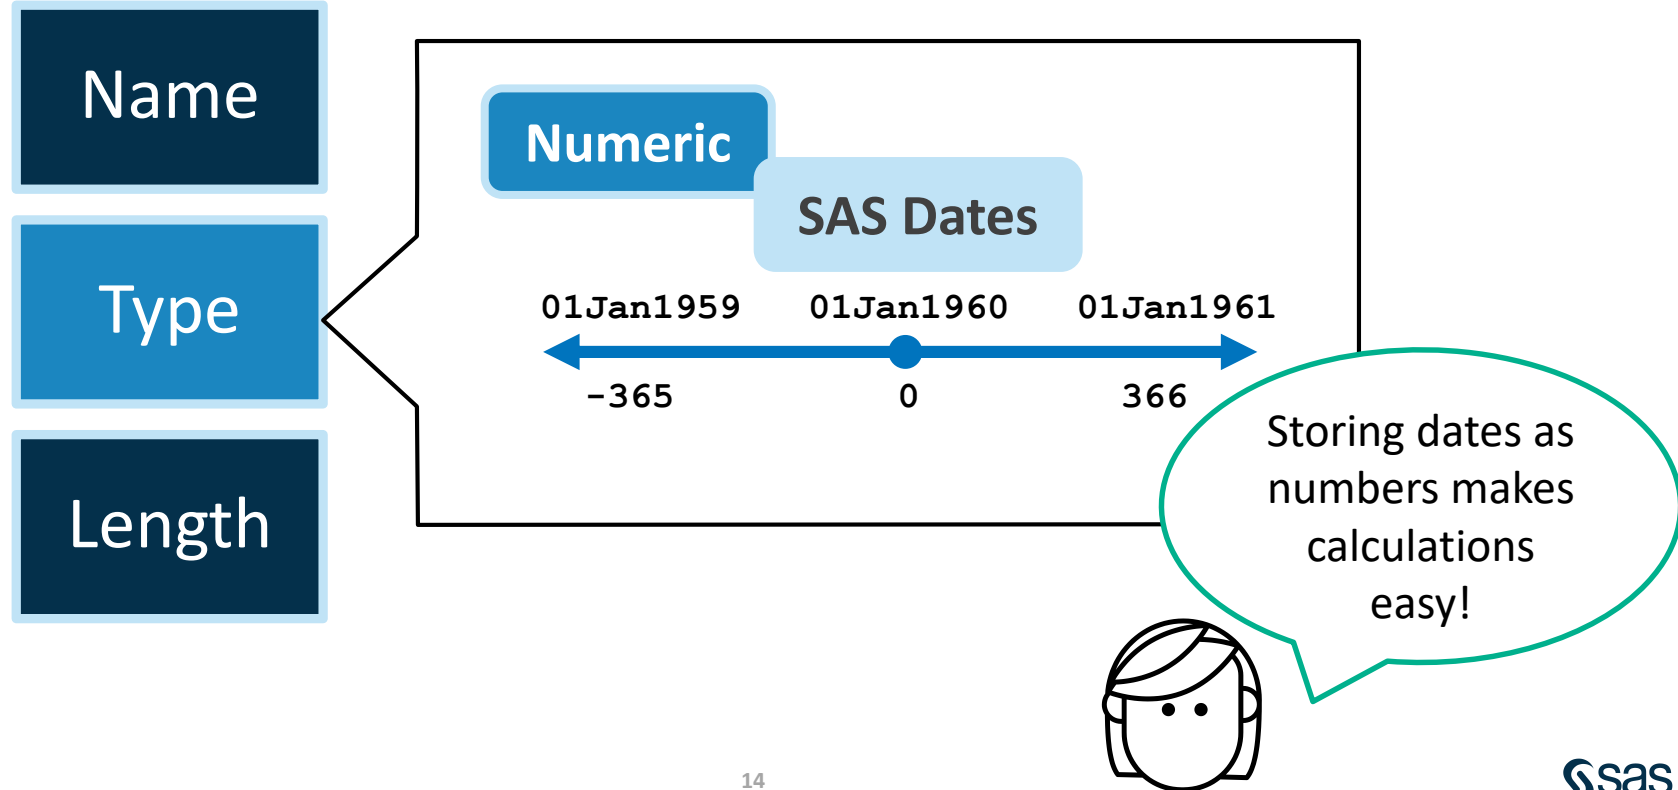 Name
Type
Length
Numeric
SAS Dates
01Jan1959 01Jan1960 01Jan1961
-365 0 366
Storing dates as
numbers makes
calculations
easy!
14
sas